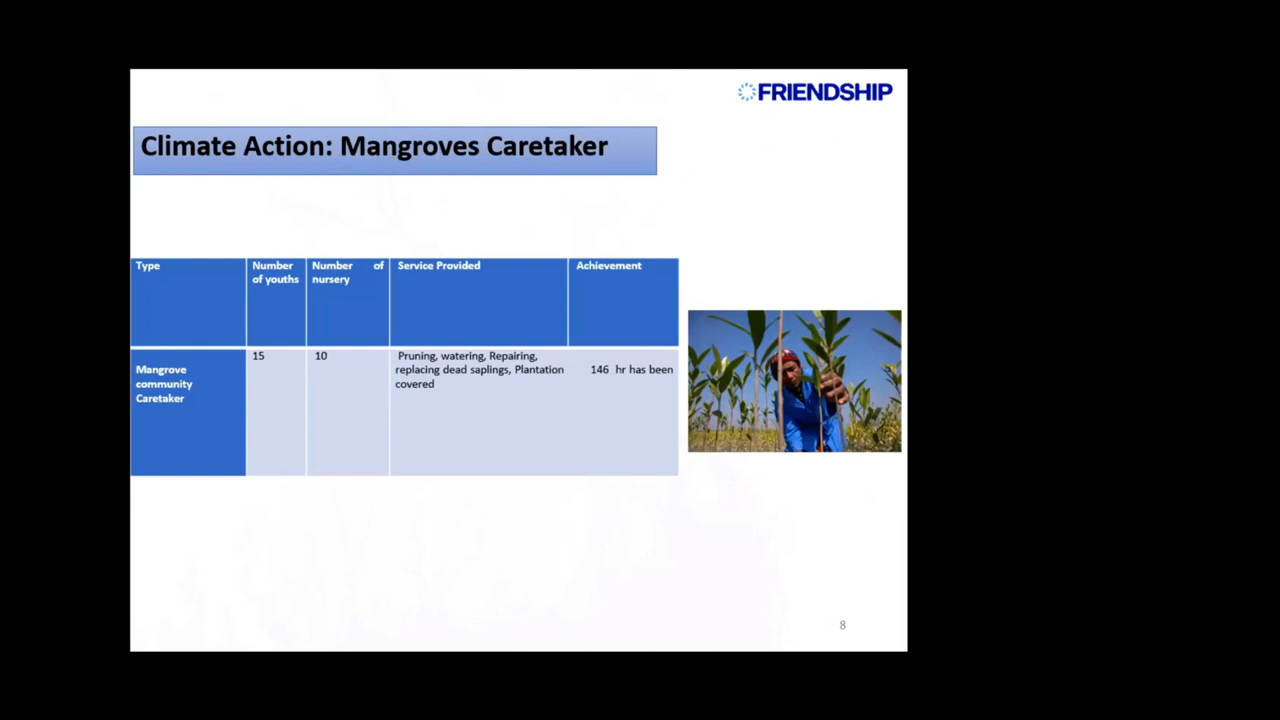 FRIENDSHIP
Climate Action: Mangroves Caretaker
Type
Number
of youths
Number of
nursery
Service Provided
Achievement
Mangrove
community
Caretaker
15
10
Pruning, watering, Repairing,
replacing dead saplings, Plantation
covered
146 hr has been
8